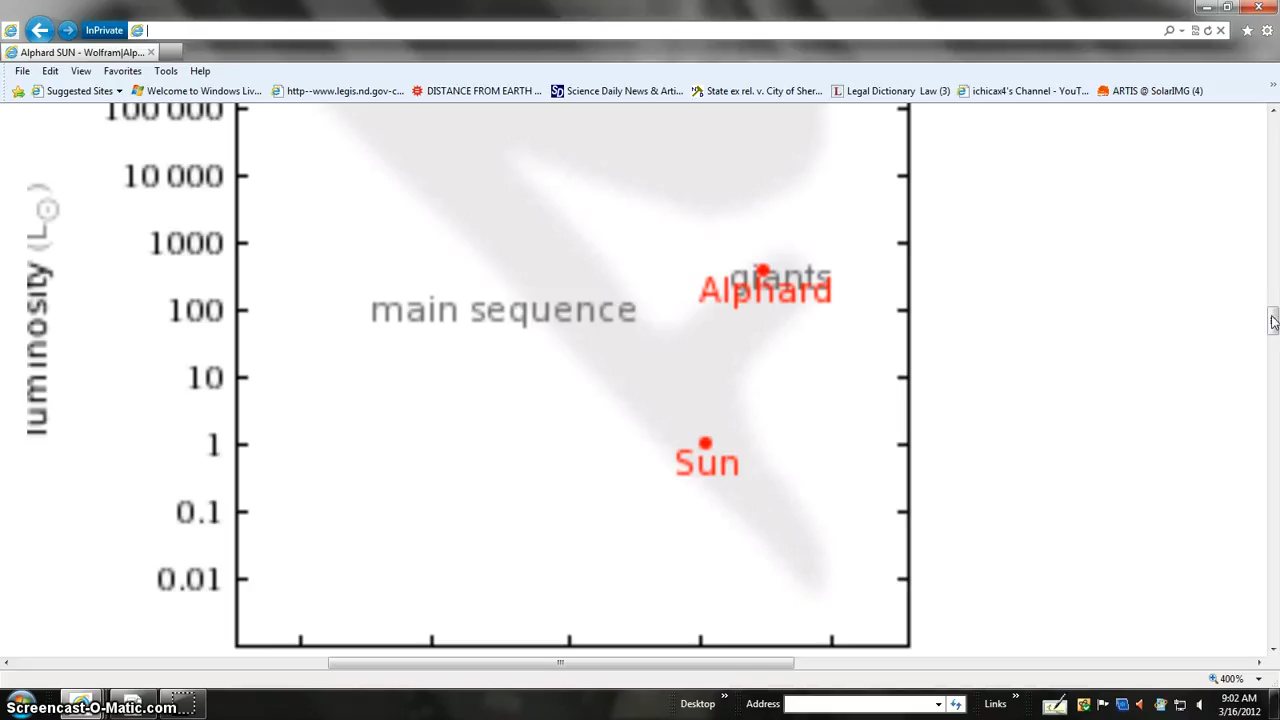 InPrivate
Alphard SUN - Wolfram|Alp...
File Edit View Favorites Tools Help
Suggested Sites Welcome to Windows Liv... http--www.legis.nd.gov-c... DISTANCE FROM EARTH ... Science Daily News & Arti... State ex rel. v. City of Sher... Legal Dictionary Law (3) ichicax4's Channel - YouT... ARTIS @ SolarIMG (4)
100 000
10 000
1000
giants
Alphard
main sequence
100
luminosity (L☉)
10
1
Sun
0.1
0.01
400%
Desktop Address Links
9:02 AM
3/16/2012
Screencast-O-Matic.com